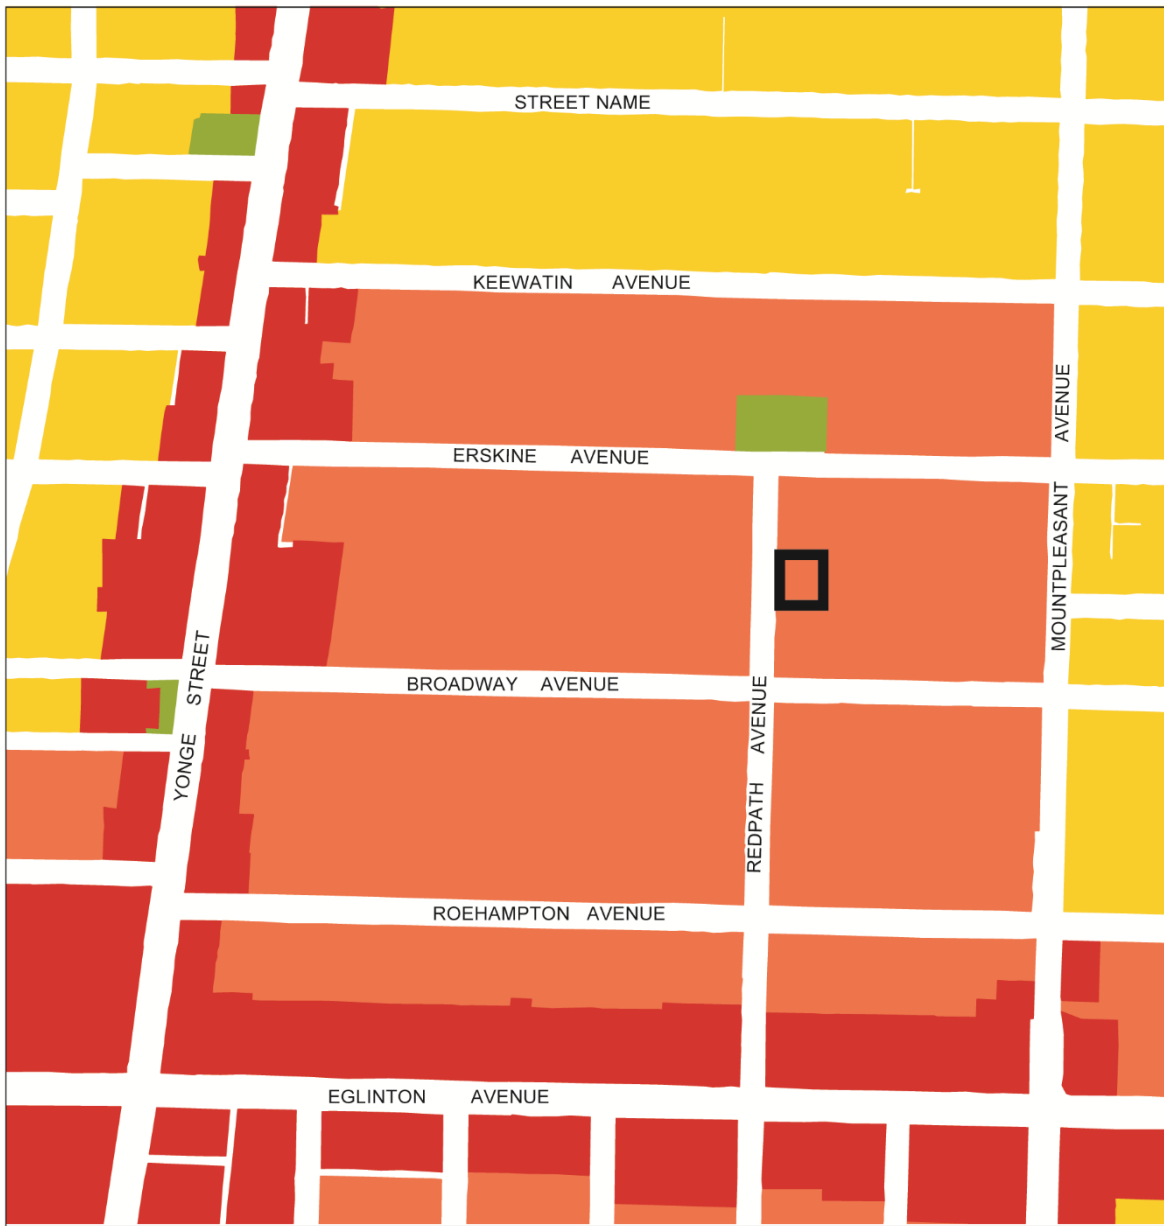 STREET NAME
KEEWATIN AVENUE
ERSKINE AVENUE
MOUNTPLEASANT AVENUE
YONGE STREET
BROADWAY AVENUE
REDPATH AVENUE
ROEHAMPTON AVENUE
EGLINTON AVENUE